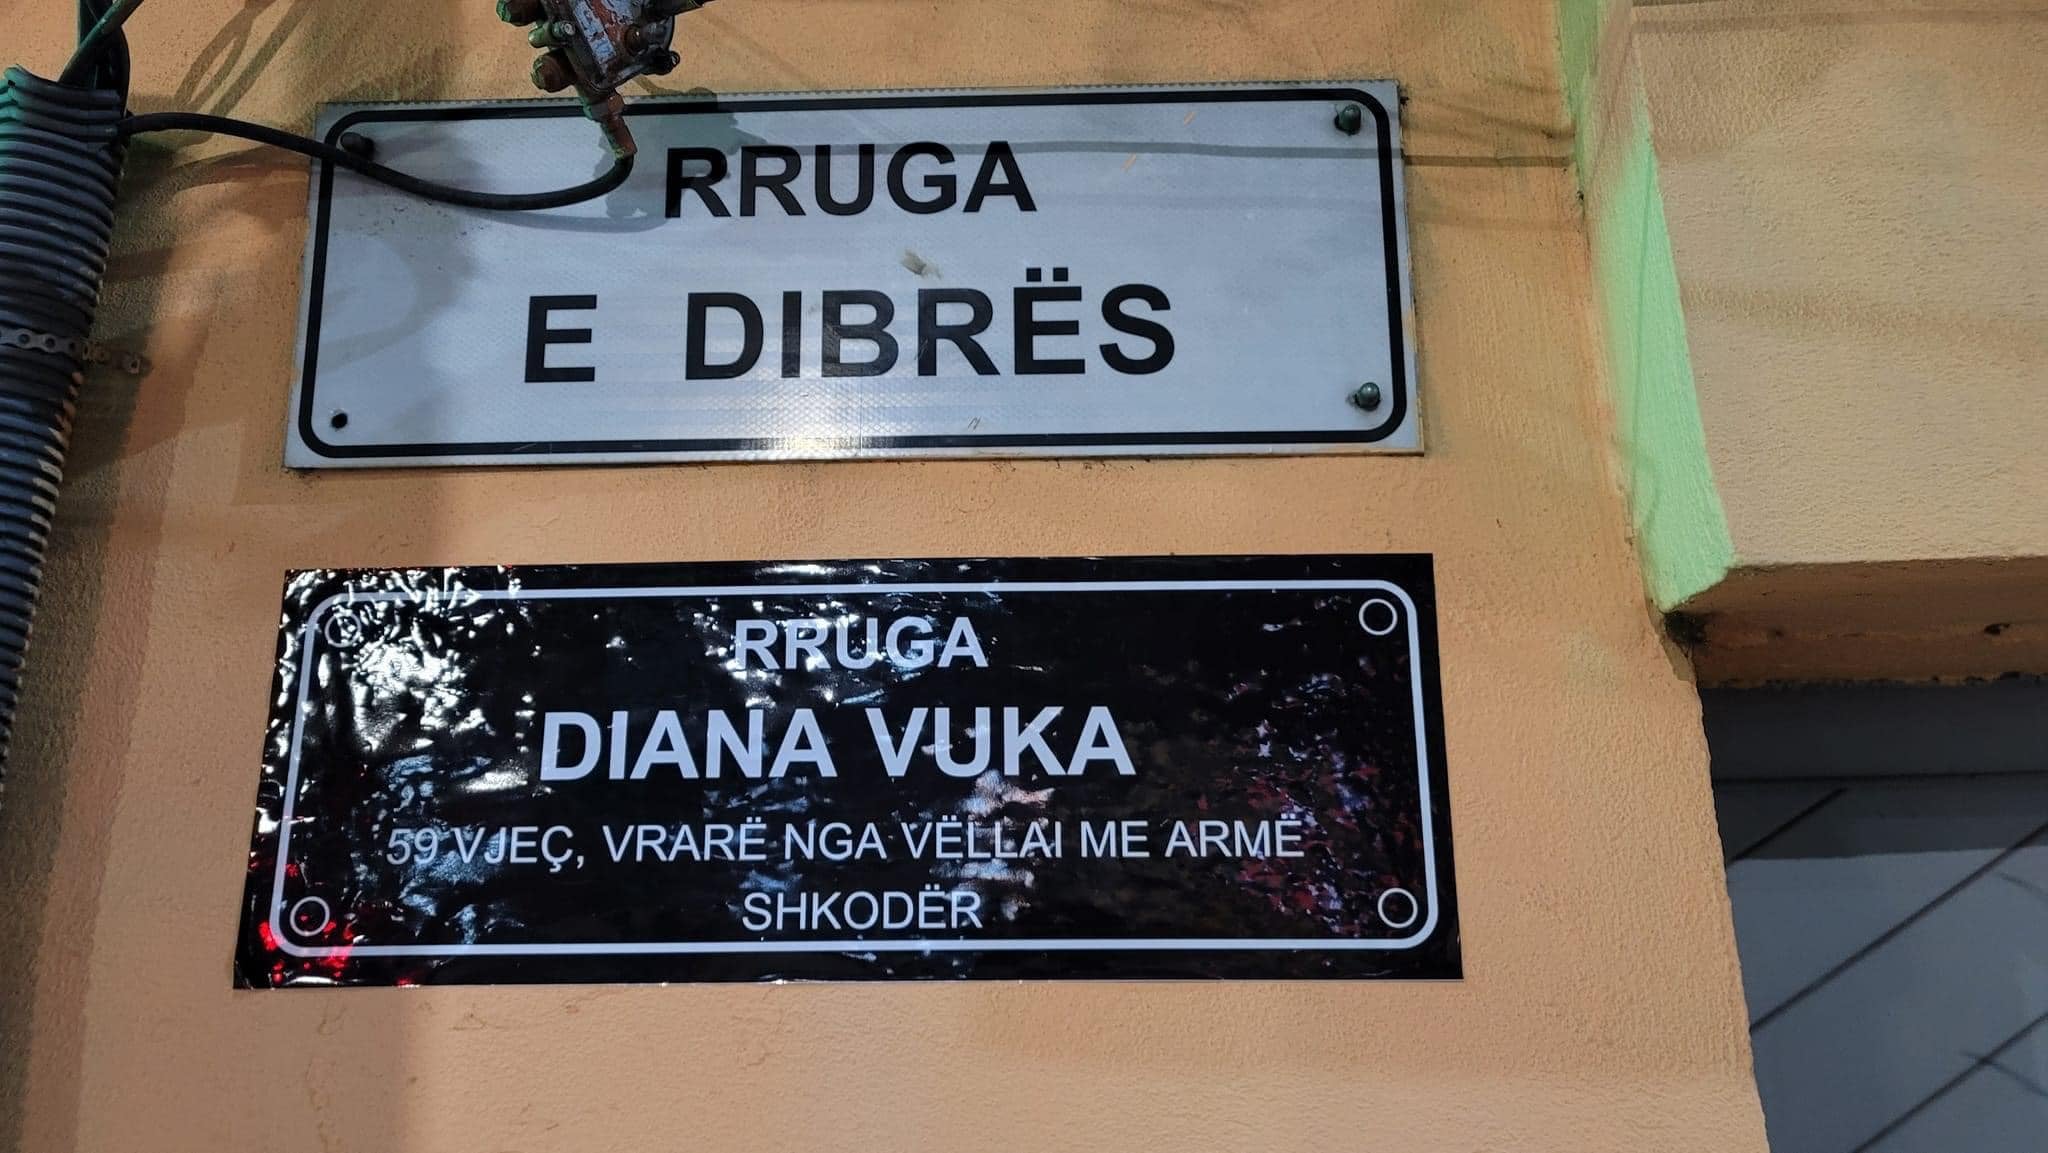 RRUGA
E DIBRËS
RRUGA
DIANA VUKA
59 VJEÇ, VRARË NGA VËLLAI ME ARMË
SHKODËR